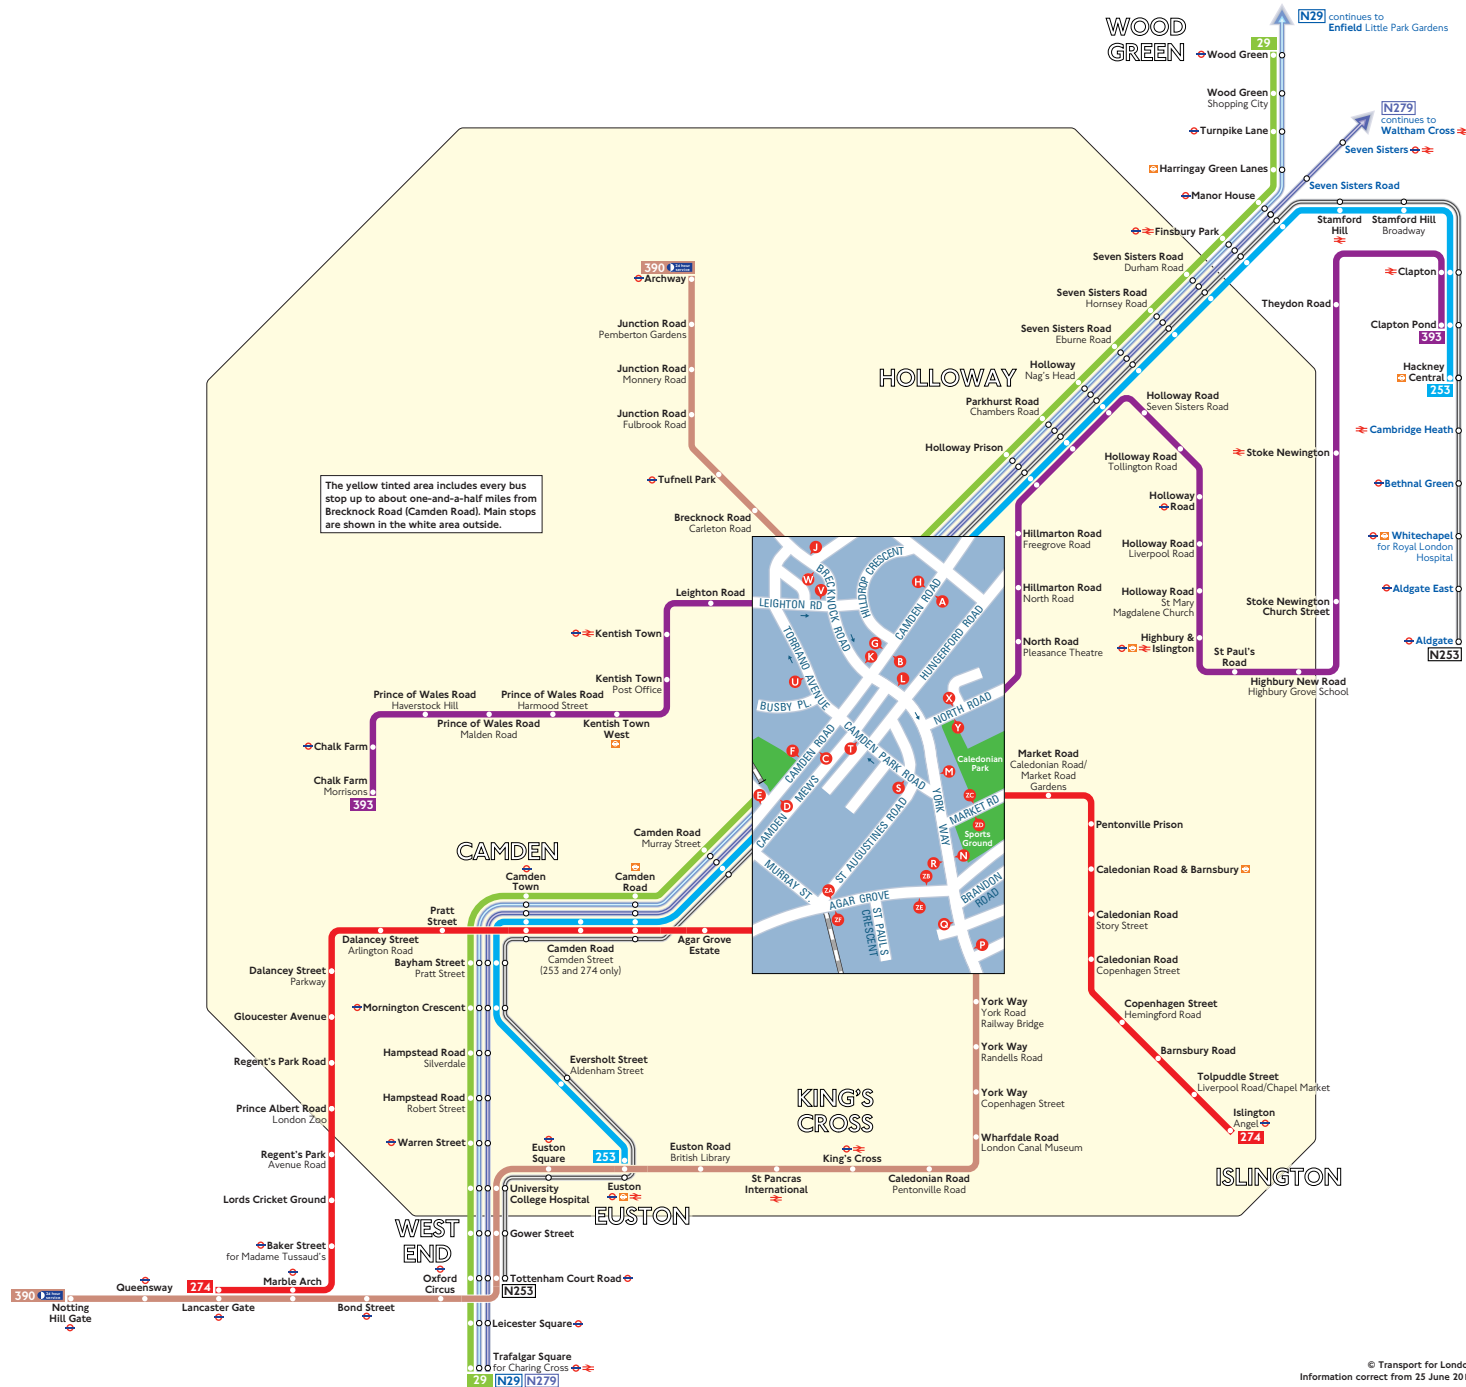 WOOD
GREEN
N29 continues to
Enfield Little Park Gardens
29
Wood Green
Wood Green
Shopping City
Turnpike Lane
Harringay Green Lanes
Manor House
Finsbury Park
N279
continues to
Waltham Cross
Seven Sisters
Seven Sisters Road
Stamford
Hill
Stamford Hill
Broadway
Clapton
Theydon Road
Clapton Pond
393
Hackney
Central
253
Cambridge Heath
Stoke Newington
Bethnal Green
Whitechapel
for Royal London
Hospital
Aldgate East
Stoke Newington
Church Street
Aldgate
N253
Seven Sisters Road
Durham Road
Seven Sisters Road
Hornsey Road
Seven Sisters Road
Eburne Road
HOLLOWAY
Holloway
Nag's Head
Parkhurst Road
Chambers Road
Holloway Prison
Holloway Road
Seven Sisters Road
Holloway Road
Tollington Road
Holloway
Road
Holloway Road
Liverpool Road
Holloway Road
St Mary
Magdalene Church
Highbury &
Islington
St Paul's
Road
Highbury New Road
Highbury Grove School
Hillmarton Road
Freegrove Road
Hillmarton Road
North Road
North Road
Pleasance Theatre
390 24 hour service
Archway
Junction Road
Pemberton Gardens
Junction Road
Monnery Road
Junction Road
Fulbrook Road
Tufnell Park
Brecknock Road
Carleton Road
The yellow tinted area includes every bus
stop up to about one-and-a-half miles from
Brecknock Road (Camden Road). Main stops
are shown in the white area outside.
Leighton Road
Kentish Town
Kentish Town
Post Office
Kentish Town
West
Prince of Wales Road
Harmood Street
Prince of Wales Road
Malden Road
Prince of Wales Road
Haverstock Hill
Chalk Farm
Chalk Farm
Morrisons
393
J
W
V
H
A
G
K
B
L
U
X
Y
F
C
T
M
S
E
D
ZC
ZD
N
R
ZB
ZA
ZE
ZF
Q
P
BRECKNOCK ROAD
HILLDROP CRESCENT
CAMDEN ROAD
HUNGERFORD ROAD
LEIGHTON RD
TORRIANO AVENUE
BUSBY PL.
NORTH ROAD
CAMDEN PARK ROAD
CAMDEN ROAD
CAMDEN MEWS
YORK WAY
MARKET RD
Caledonian
Park
Sports
Ground
ST AUGUSTINES ROAD
MURRAY ST.
AGAR GROVE
ST PAUL'S
CRESCENT
BRANDON
ROAD
Market Road
Caledonian Road/
Market Road
Gardens
Pentonville Prison
Caledonian Road & Barnsbury
Caledonian Road
Story Street
Caledonian Road
Copenhagen Street
Copenhagen Street
Hemingford Road
Barnsbury Road
Tolpuddle Street
Liverpool Road/Chapel Market
Islington
Angel
274
ISLINGTON
Camden Road
Murray Street
CAMDEN
Camden
Town
Camden
Road
Pratt
Street
Dalancey Street
Arlington Road
Camden Road
Camden Street
(253 and 274 only)
Agar Grove
Estate
Dalancey Street
Parkway
Gloucester Avenue
Regent's Park Road
Prince Albert Road
London Zoo
Regent's Park
Avenue Road
Lords Cricket Ground
Baker Street
for Madame Tussaud's
274
Marble Arch
Bayham Street
Pratt Street
Mornington Crescent
Hampstead Road
Silverdale
Hampstead Road
Robert Street
Warren Street
Eversholt Street
Aldenham Street
Euston
Square
253
Euston
EUSTON
University
College Hospital
Gower Street
Tottenham Court Road
N253
Euston Road
British Library
St Pancras
International
King's Cross
KING'S
CROSS
Caledonian Road
Pentonville Road
York Way
York Road
Railway Bridge
York Way
Randells Road
York Way
Copenhagen Street
Wharfdale Road
London Canal Museum
WEST
END
Oxford
Circus
Bond Street
Lancaster Gate
Queensway
390 24 hour service
Notting
Hill Gate
Leicester Square
Trafalgar Square
for Charing Cross
29 N29 N279
© Transport for Londo
Information correct from 25 June 20